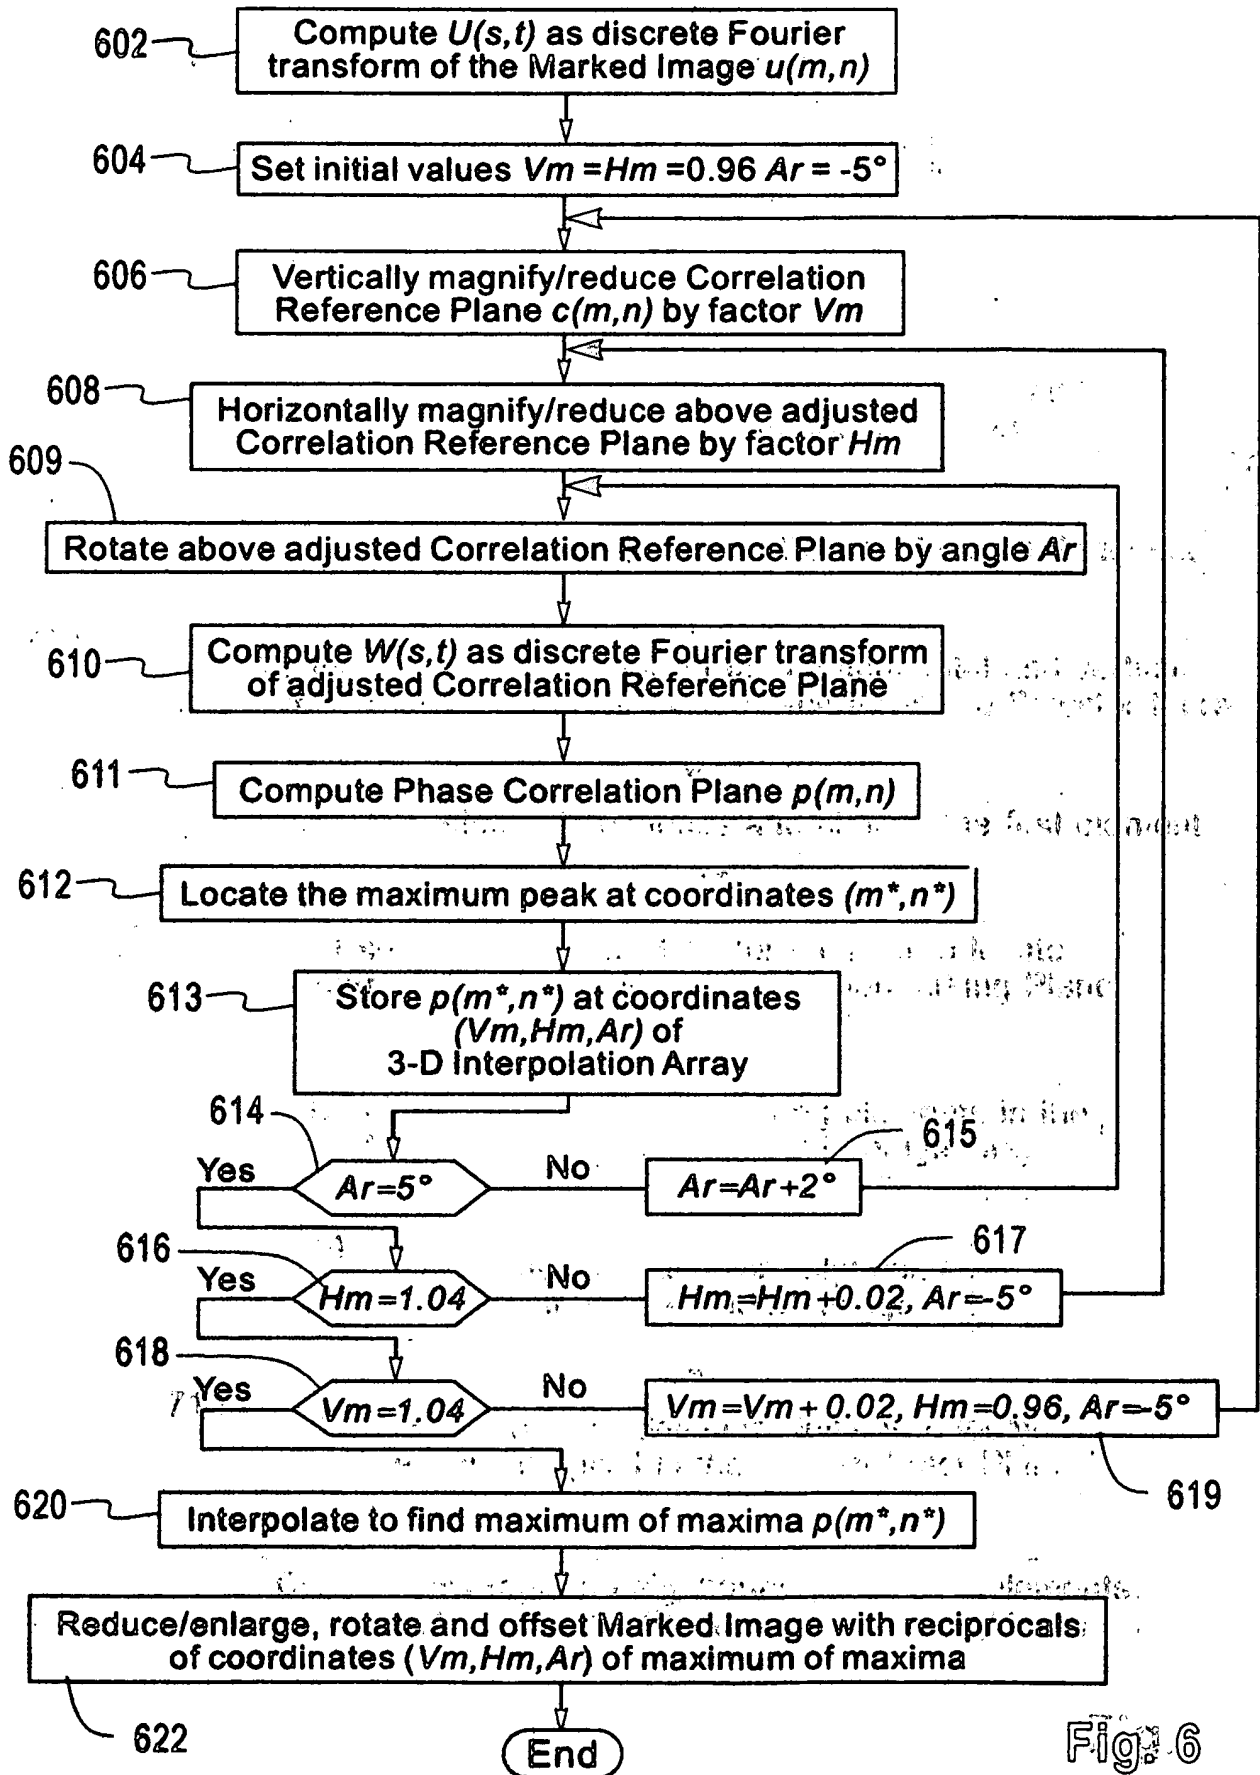 602
Compute U(s,t) as discrete Fourier
transform of the Marked Image u(m,n)
604
Set initial values Vm =Hm =0.96 Ar = -5°
606
Vertically magnify/reduce Correlation
Reference Plane c(m,n) by factor Vm
608
Horizontally magnify/reduce above adjusted
Correlation Reference Plane by factor Hm
609
Rotate above adjusted Correlation Reference Plane by angle Ar
610
Compute W(s,t) as discrete Fourier transform
of adjusted Correlation Reference Plane
611
Compute Phase Correlation Plane p(m,n)
612
Locate the maximum peak at coordinates (m*,n*)
613
Store p(m*,n*) at coordinates
(Vm,Hm,Ar) of
3-D Interpolation Array
614
Yes
Ar=5°
No
615
Ar=Ar+2°
616
Yes
Hm=1.04
No
617
Hm=Hm+0.02, Ar=-5°
618
Yes
Vm=1.04
No
Vm=Vm + 0.02, Hm=0.96, Ar=-5°
619
620
Interpolate to find maximum of maxima p(m*,n*)
Reduce/enlarge, rotate and offset Marked Image with reciprocals
of coordinates (Vm,Hm,Ar) of maximum of maxima
622
End
Fig. 6